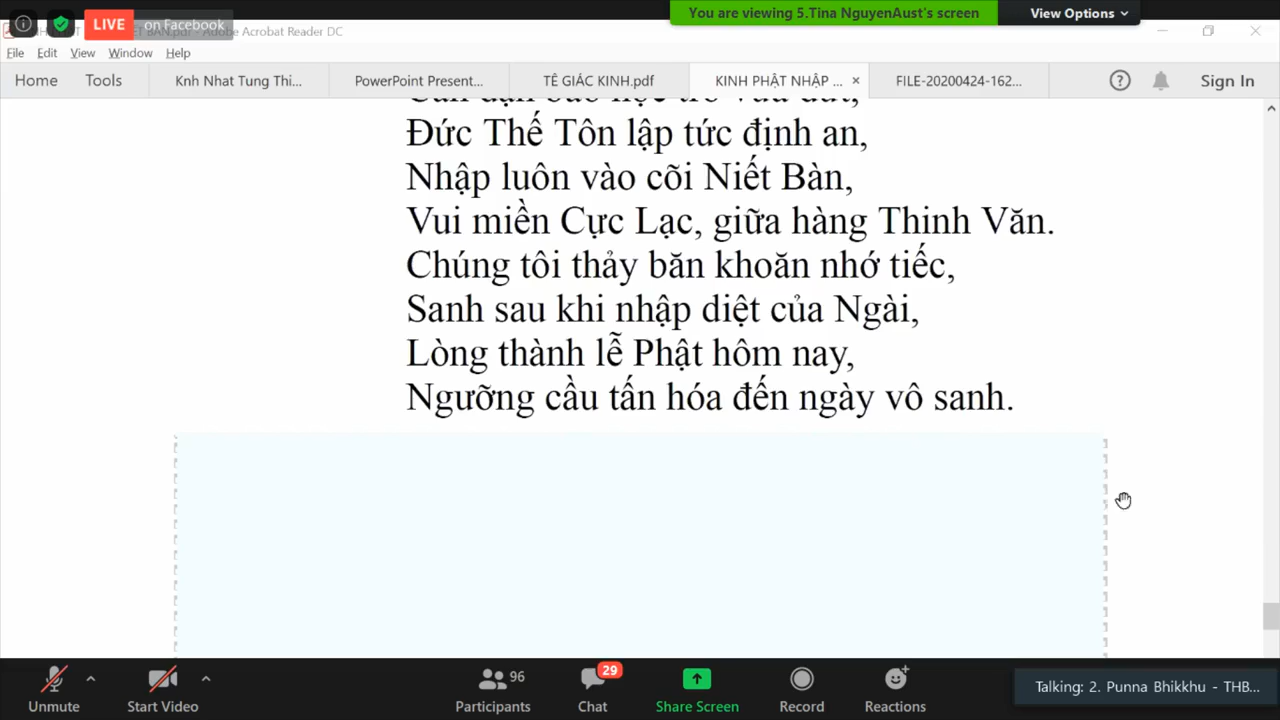 LIVE on Facebook
You are viewing 5.Tina NguyenAust's screen
View Options
- Adobe Acrobat Reader DC
File Edit View Window Help
Home Tools Knh Nhat Tung Thi... PowerPoint Present... TÊ GIÁC KINH.pdf KINH PHẬT NHẬP ... × FILE-20200424-162... Sign In
Đức Thế Tôn lập tức định an,
Nhập luôn vào cõi Niết Bàn,
Vui miền Cực Lạc, giữa hàng Thinh Văn.
Chúng tôi thảy băn khoăn nhớ tiếc,
Sanh sau khi nhập diệt của Ngài,
Lòng thành lễ Phật hôm nay,
Ngưỡng cầu tấn hóa đến ngày vô sanh.
96 29
Unmute Start Video Participants Chat Share Screen Record Reactions
Talking: 2. Punna Bhikkhu - THB...